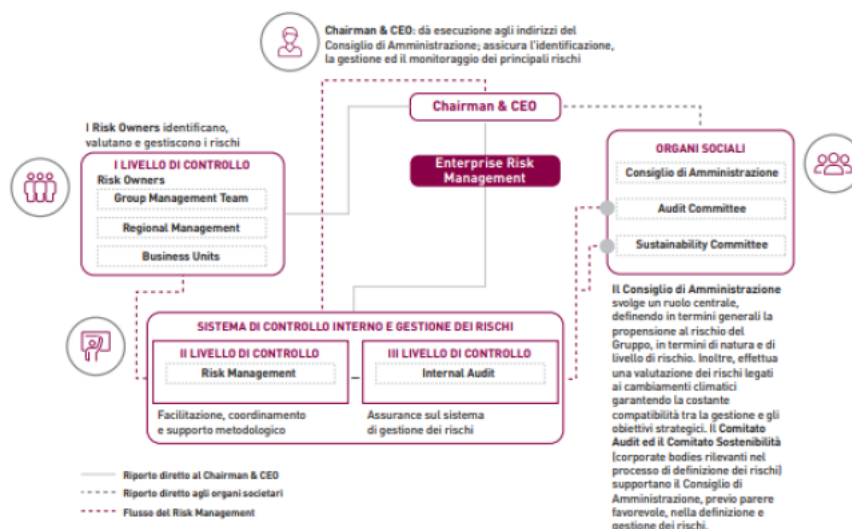 Chairman & CEO: dà esecuzione agli indirizzi del
Consiglio di Amministrazione; assicura l'identificazione,
la gestione ed il monitoraggio dei principali rischi
Chairman & CEO
Enterprise Risk
Management
I Risk Owners identificano,
valutano e gestiscono i rischi
I LIVELLO DI CONTROLLO
Risk Owners
Group Management Team
Regional Management
Business Units
ORGANI SOCIALI
Consiglio di Amministrazione
Audit Committee
Sustainability Committee
Il Consiglio di Amministrazione
svolge un ruolo centrale,
definendo in termini generali la
propensione al rischio del
Gruppo, in termini di natura e di
livello di rischio. Inoltre, effettua
una valutazione dei rischi legati
ai cambiamenti climatici
garantendo la costante
compatibilità tra la gestione e gli
obiettivi strategici. Il Comitato
Audit ed il Comitato Sostenibilità
(corporate bodies rilevanti nel
processo di definizione dei rischi)
supportano il Consiglio di
Amministrazione, previo parere
favorevole, nella definizione e
gestione dei rischi.
SISTEMA DI CONTROLLO INTERNO E GESTIONE DEI RISCHI
II LIVELLO DI CONTROLLO
Risk Management
Facilitazione, coordinamento
e supporto metodologico
III LIVELLO DI CONTROLLO
Internal Audit
Assurance sul sistema
di gestione dei rischi
Riporto diretto al Chairman & CEO
Riporto diretto agli organi societari
Flusso del Risk Management